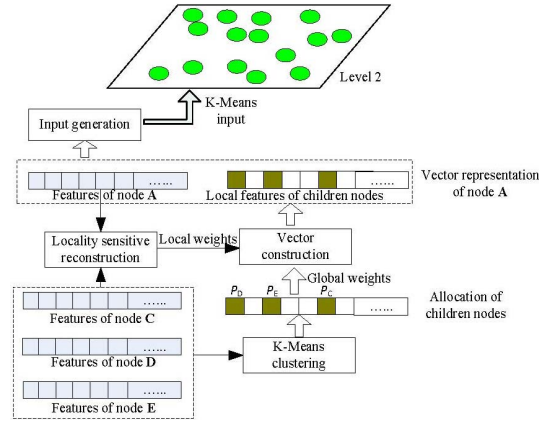 Level 2
K-Means
input
Input generation
......
......
Features of node A
Local features of children nodes
Vector representation
of node A
Locality sensitive
reconstruction
Local weights
Vector
construction
Global weights
PD
PE
PC
......
......
Allocation of
children nodes
Features of node C
......
Features of node D
K-Means
clustering
......
Features of node E